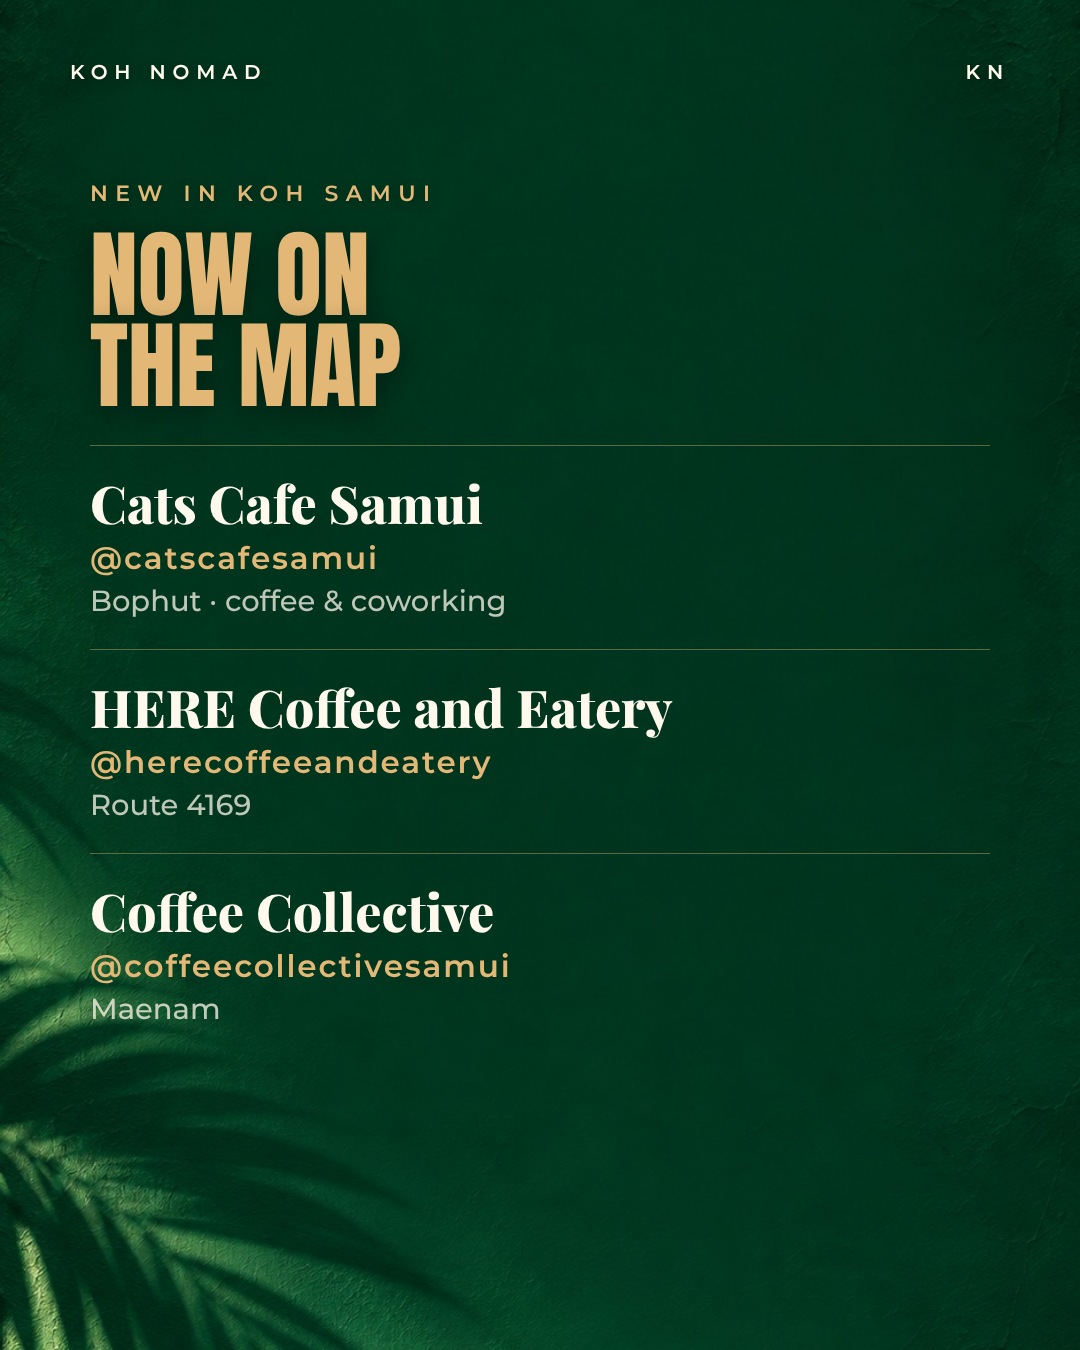 KOH NOMAD
KN
NEW IN KOH SAMUI
NOW ON
THE MAP
Cats Cafe Samui
@catscafesamui
Bophut · coffee & coworking
HERE Coffee and Eatery
@herecoffeeandeatery
Route 4169
Coffee Collective
@coffeecollectivesamui
Maenam